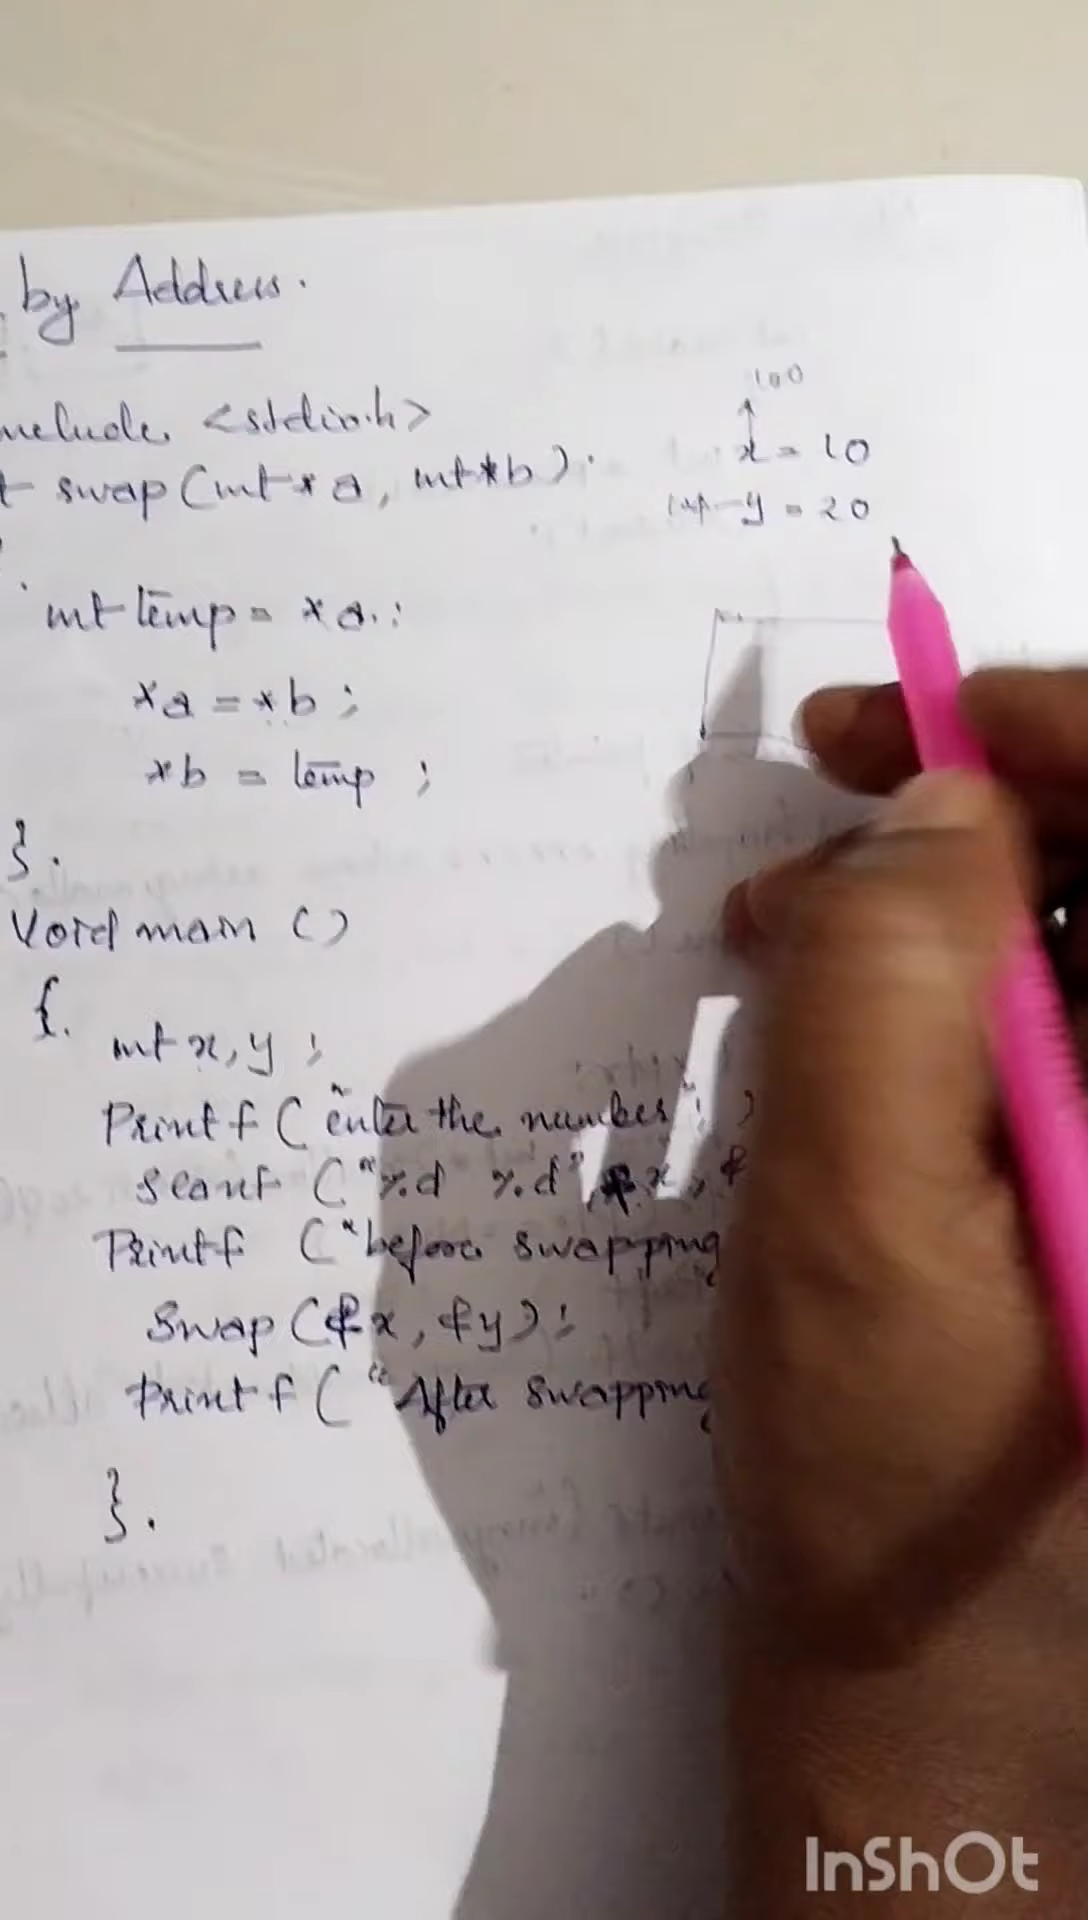 by Address.
nclude <stdio.h>
t swap (int *a, int *b);
{
int temp = *a;
*a = *b ;
*b = temp ;
}.
Void main ()
{.
int x, y ;
Printf ("enter the number";)
Scanf ("%d %d", &x, &
Printf ("before swapping
Swap (&x, &y);
Printf ("After swapping
}.
100
x = 10
y = 20
InShOt